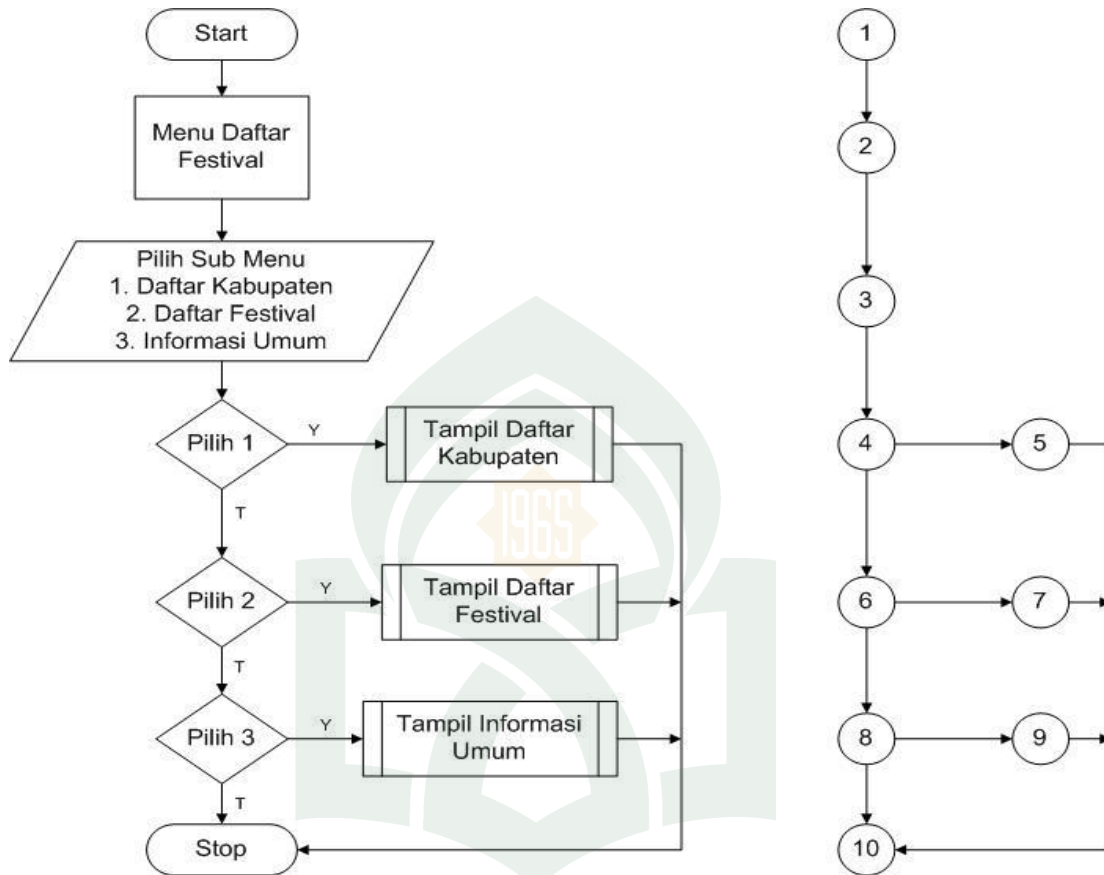 Start
Menu Daftar
Festival
Pilih Sub Menu
1. Daftar Kabupaten
2. Daftar Festival
3. Informasi Umum
Pilih 1
Y
Tampil Daftar
Kabupaten
T
Pilih 2
Y
Tampil Daftar
Festival
T
Pilih 3
Y
Tampil Informasi
Umum
T
Stop
1965
1
2
3
4
5
6
7
8
9
10